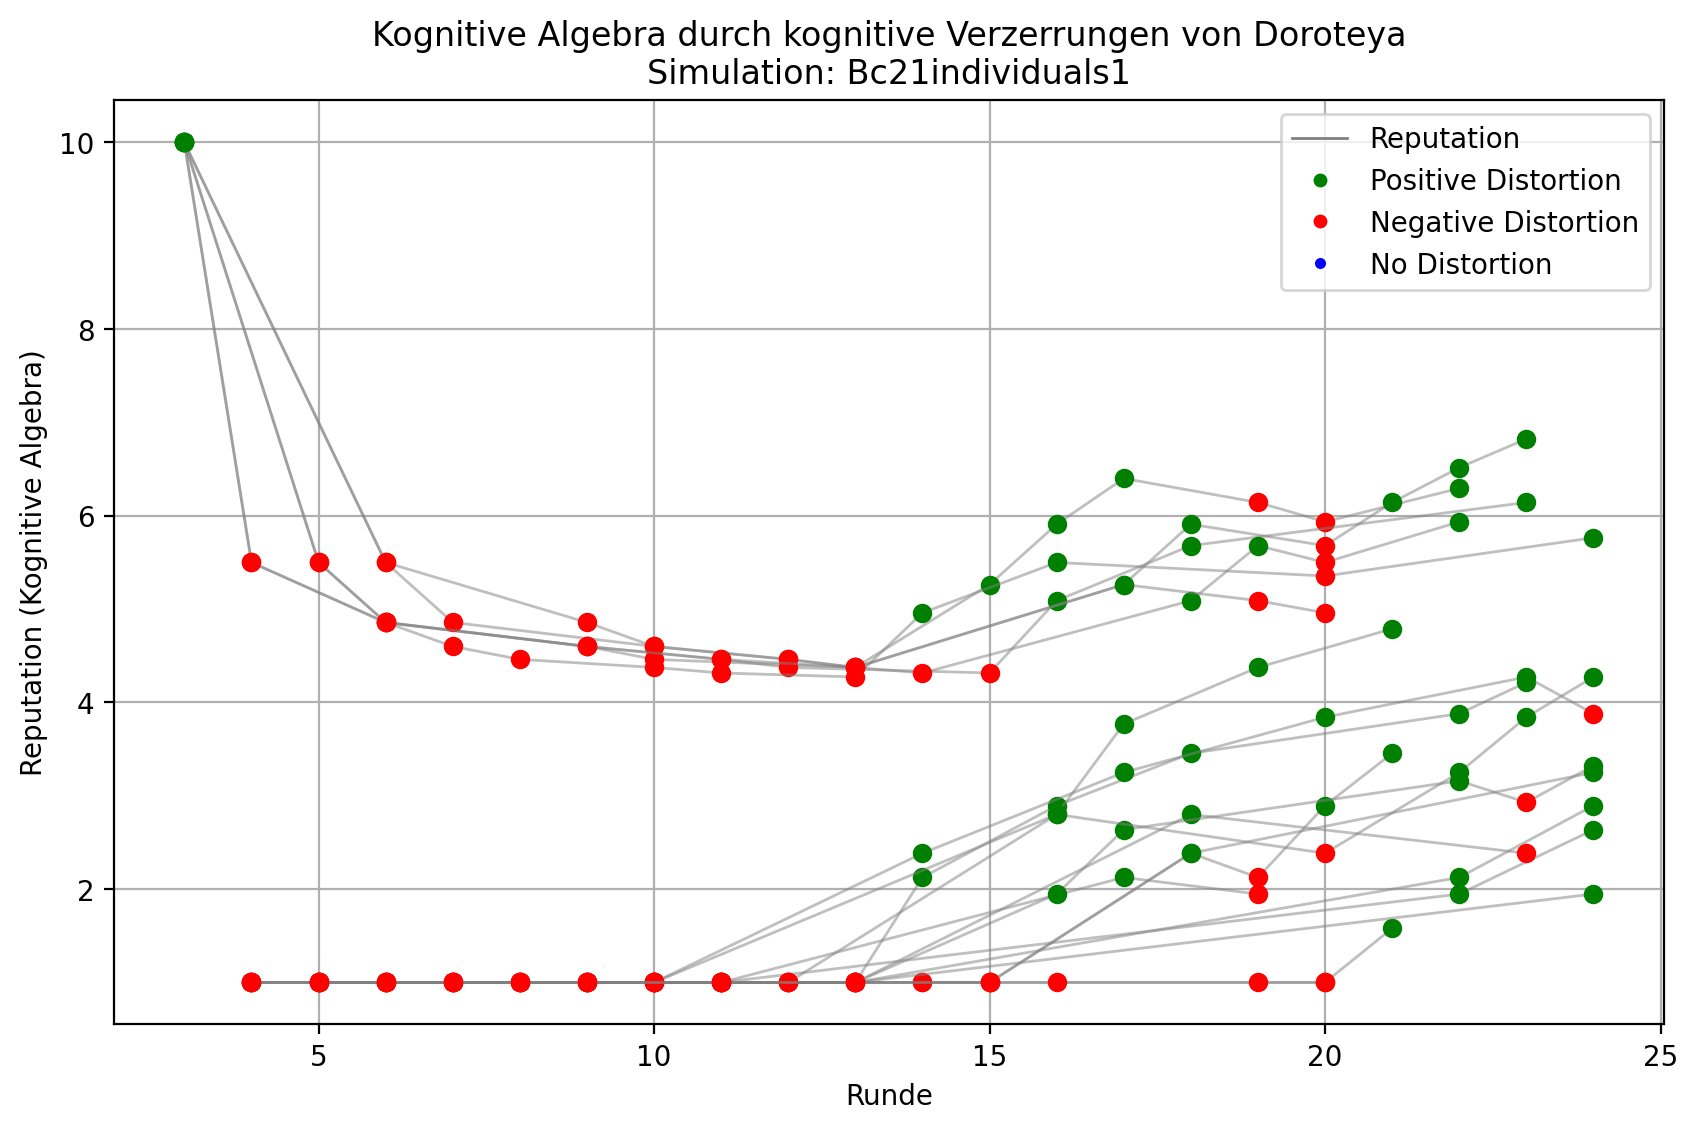 Kognitive Algebra durch kognitive Verzerrungen von Doroteya
Simulation: Bc21individuals1
Reputation
Positive Distortion
Negative Distortion
No Distortion
Reputation (Kognitive Algebra)
10
8
6
4
2
5
10
15
20
25
Runde